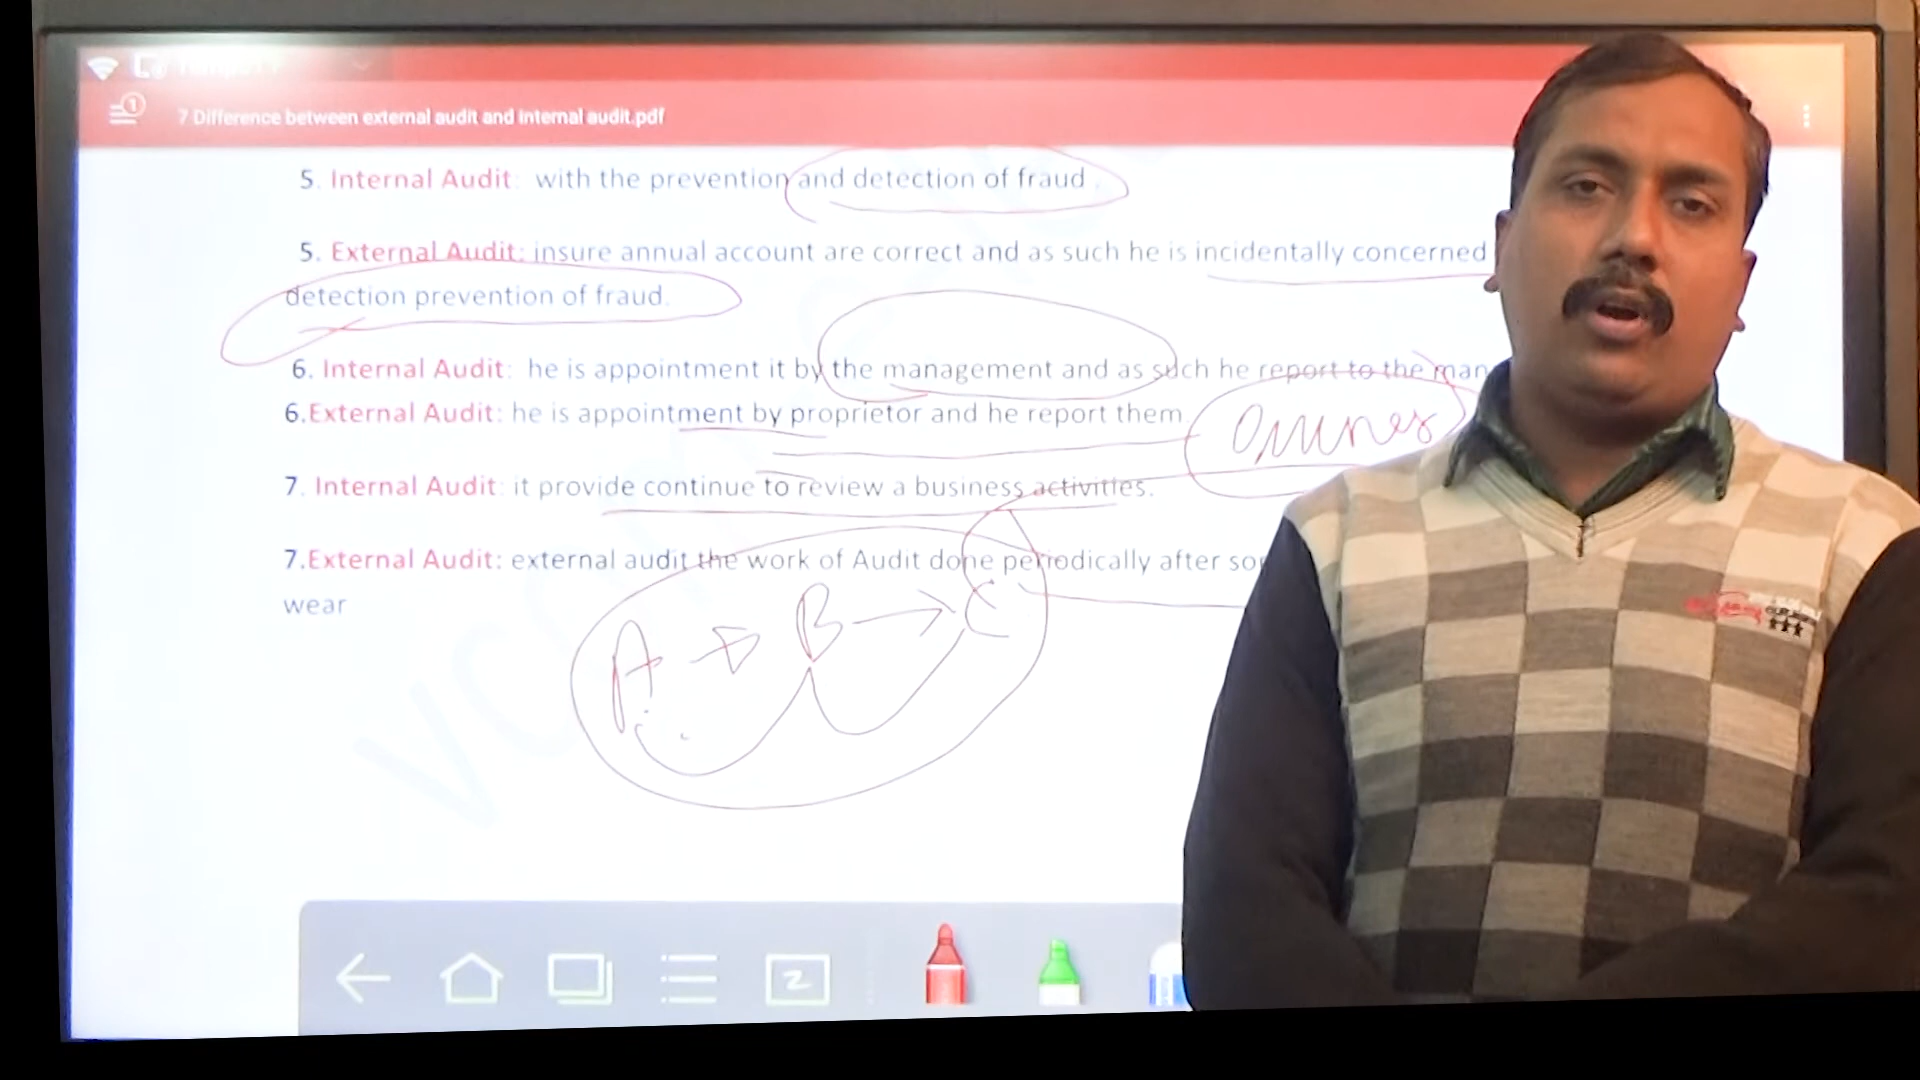 7 Difference between external audit and internal audit.pdf
5. Internal Audit: with the prevention and detection of fraud.
5. External Audit: insure annual account are correct and as such he is incidentally concerned
detection prevention of fraud.
6. Internal Audit: he is appointment it by the management and as such he report to the man
6.External Audit: he is appointment by proprietor and he report them
7. Internal Audit: it provide continue to review a business activities.
7.External Audit: external audit the work of Audit done periodically after so
wear
A → B → C